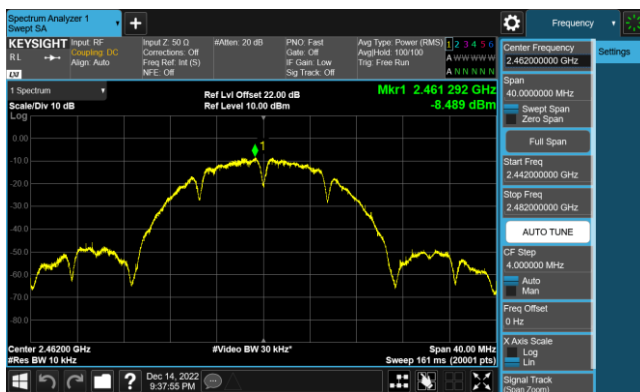 Spectrum Analyzer 1
Swept SA
Frequency
KEYSIGHT
Input: RF
Coupling: DC
Align: Auto
RL
LXI
Input Z: 50 Ω
Corrections: Off
Freq Ref: Int (S)
NFE: Off
#Atten: 20 dB
PNO: Fast
Gate: Off
IF Gain: Low
Sig Track: Off
Avg Type: Power (RMS)
Avg|Hold: 100/100
Trig: Free Run
1 2 3 4 5 6
A W W W W W
A N N N N N
1 Spectrum
Scale/Div 10 dB
Ref Lvl Offset 22.00 dB
Ref Level 10.00 dBm
Mkr1 2.461 292 GHz
-8.489 dBm
Log
1
0.00
-10.0
-20.0
-30.0
-40.0
-50.0
-60.0
-70.0
-80.0
Center 2.46200 GHz
#Res BW 10 kHz
#Video BW 30 kHz*
Span 40.00 MHz
Sweep 161 ms (20001 pts)
Dec 14, 2022
9:37:55 PM
Center Frequency
2.462000000 GHz
Settings
Span
40.0000000 MHz
Swept Span
Zero Span
Full Span
Start Freq
2.442000000 GHz
Stop Freq
2.482000000 GHz
AUTO TUNE
CF Step
4.000000 MHz
Auto
Man
Freq Offset
0 Hz
X Axis Scale
Log
Lin
Signal Track
(Span Zoom)